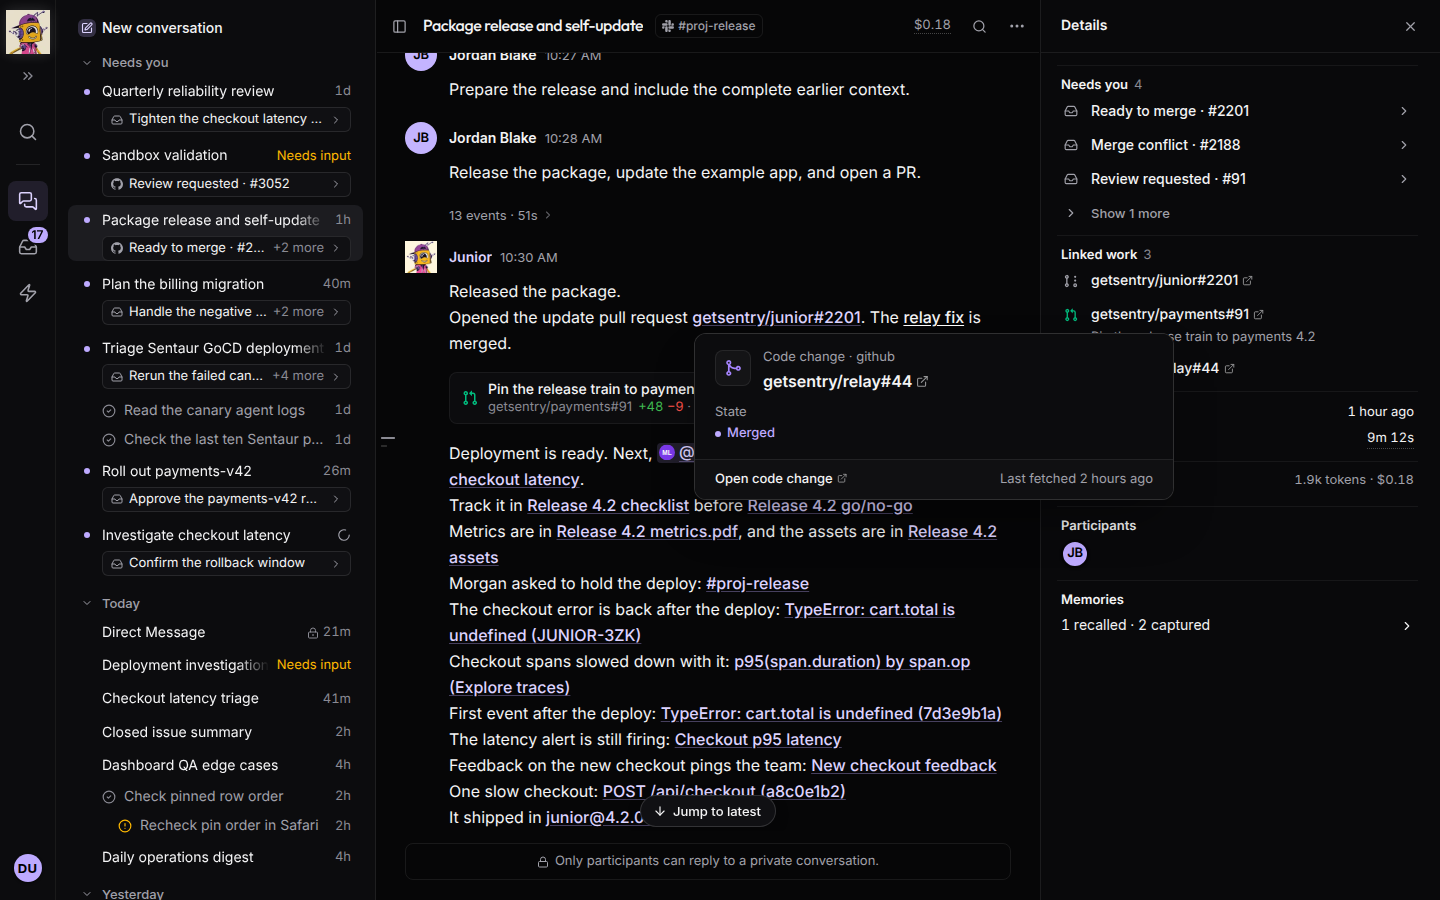 New conversation
Needs you
Quarterly reliability review 1d
Tighten the checkout latency ...
Sandbox validation Needs input
Review requested · #3052
Package release and self-update 1h
Ready to merge · #2... +2 more
Plan the billing migration 40m
Handle the negative ... +2 more
Triage Sentaur GoCD deployment 1d
Rerun the failed can... +4 more
Read the canary agent logs 1d
Check the last ten Sentaur p... 1d
Roll out payments-v42 26m
Approve the payments-v42 r...
Investigate checkout latency
Confirm the rollback window
Today
Direct Message 21m
Deployment investigation Needs input
Checkout latency triage 41m
Closed issue summary 2h
Dashboard QA edge cases 4h
Check pinned row order 2h
Recheck pin order in Safari 2h
Daily operations digest 4h
Yesterday
17
DU
Package release and self-update #proj-release $0.18
JB Jordan Blake 10:27 AM
Prepare the release and include the complete earlier context.
JB Jordan Blake 10:28 AM
Release the package, update the example app, and open a PR.
13 events · 51s
Junior 10:30 AM
Released the package.
Opened the update pull request getsentry/junior#2201. The relay fix is
merged.
Pin the release train to paymen
getsentry/payments#91 +48 −9 ·
Deployment is ready. Next, ML @
checkout latency.
Track it in Release 4.2 checklist before Release 4.2 go/no-go
Metrics are in Release 4.2 metrics.pdf, and the assets are in Release 4.2
assets
Morgan asked to hold the deploy: #proj-release
The checkout error is back after the deploy: TypeError: cart.total is
undefined (JUNIOR-3ZK)
Checkout spans slowed down with it: p95(span.duration) by span.op
(Explore traces)
First event after the deploy: TypeError: cart.total is undefined (7d3e9b1a)
The latency alert is still firing: Checkout p95 latency
Feedback on the new checkout pings the team: New checkout feedback
One slow checkout: POST /api/checkout (a8c0e1b2)
It shipped in junior@4.2.0
Jump to latest
Only participants can reply to a private conversation.
Code change · github
getsentry/relay#44
State
Merged
Open code change Last fetched 2 hours ago
Details
Needs you 4
Ready to merge · #2201
Merge conflict · #2188
Review requested · #91
Show 1 more
Linked work 3
getsentry/junior#2201
getsentry/payments#91
se train to payments 4.2
lay#44
1 hour ago
9m 12s
1.9k tokens · $0.18
Participants
JB
Memories
1 recalled · 2 captured